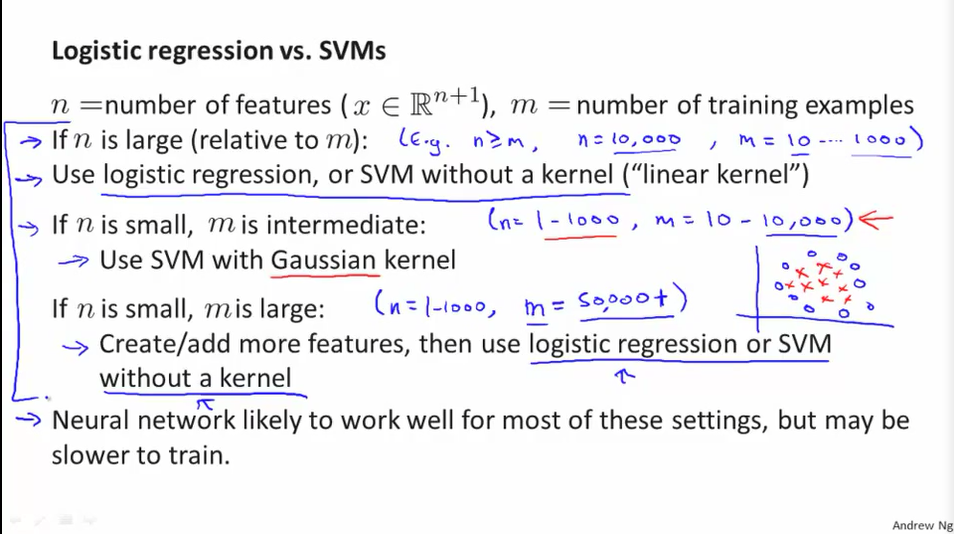 Logistic regression vs. SVMs
n =number of features ( x ∈ ℝⁿ⁺¹), m = number of training examples
→ If n is large (relative to m): (E.g. n≥m, n=10,000 , m = 10 ---- 1000)
→ Use logistic regression, or SVM without a kernel (“linear kernel”)
→ If n is small, m is intermediate: (n= 1-1000 , m = 10 - 10,000) ←
→ Use SVM with Gaussian kernel
If n is small, m is large: (n=1-1000, m = 50,000+)
→ Create/add more features, then use logistic regression or SVM
without a kernel
→ Neural network likely to work well for most of these settings, but may be
slower to train.
Andrew Ng